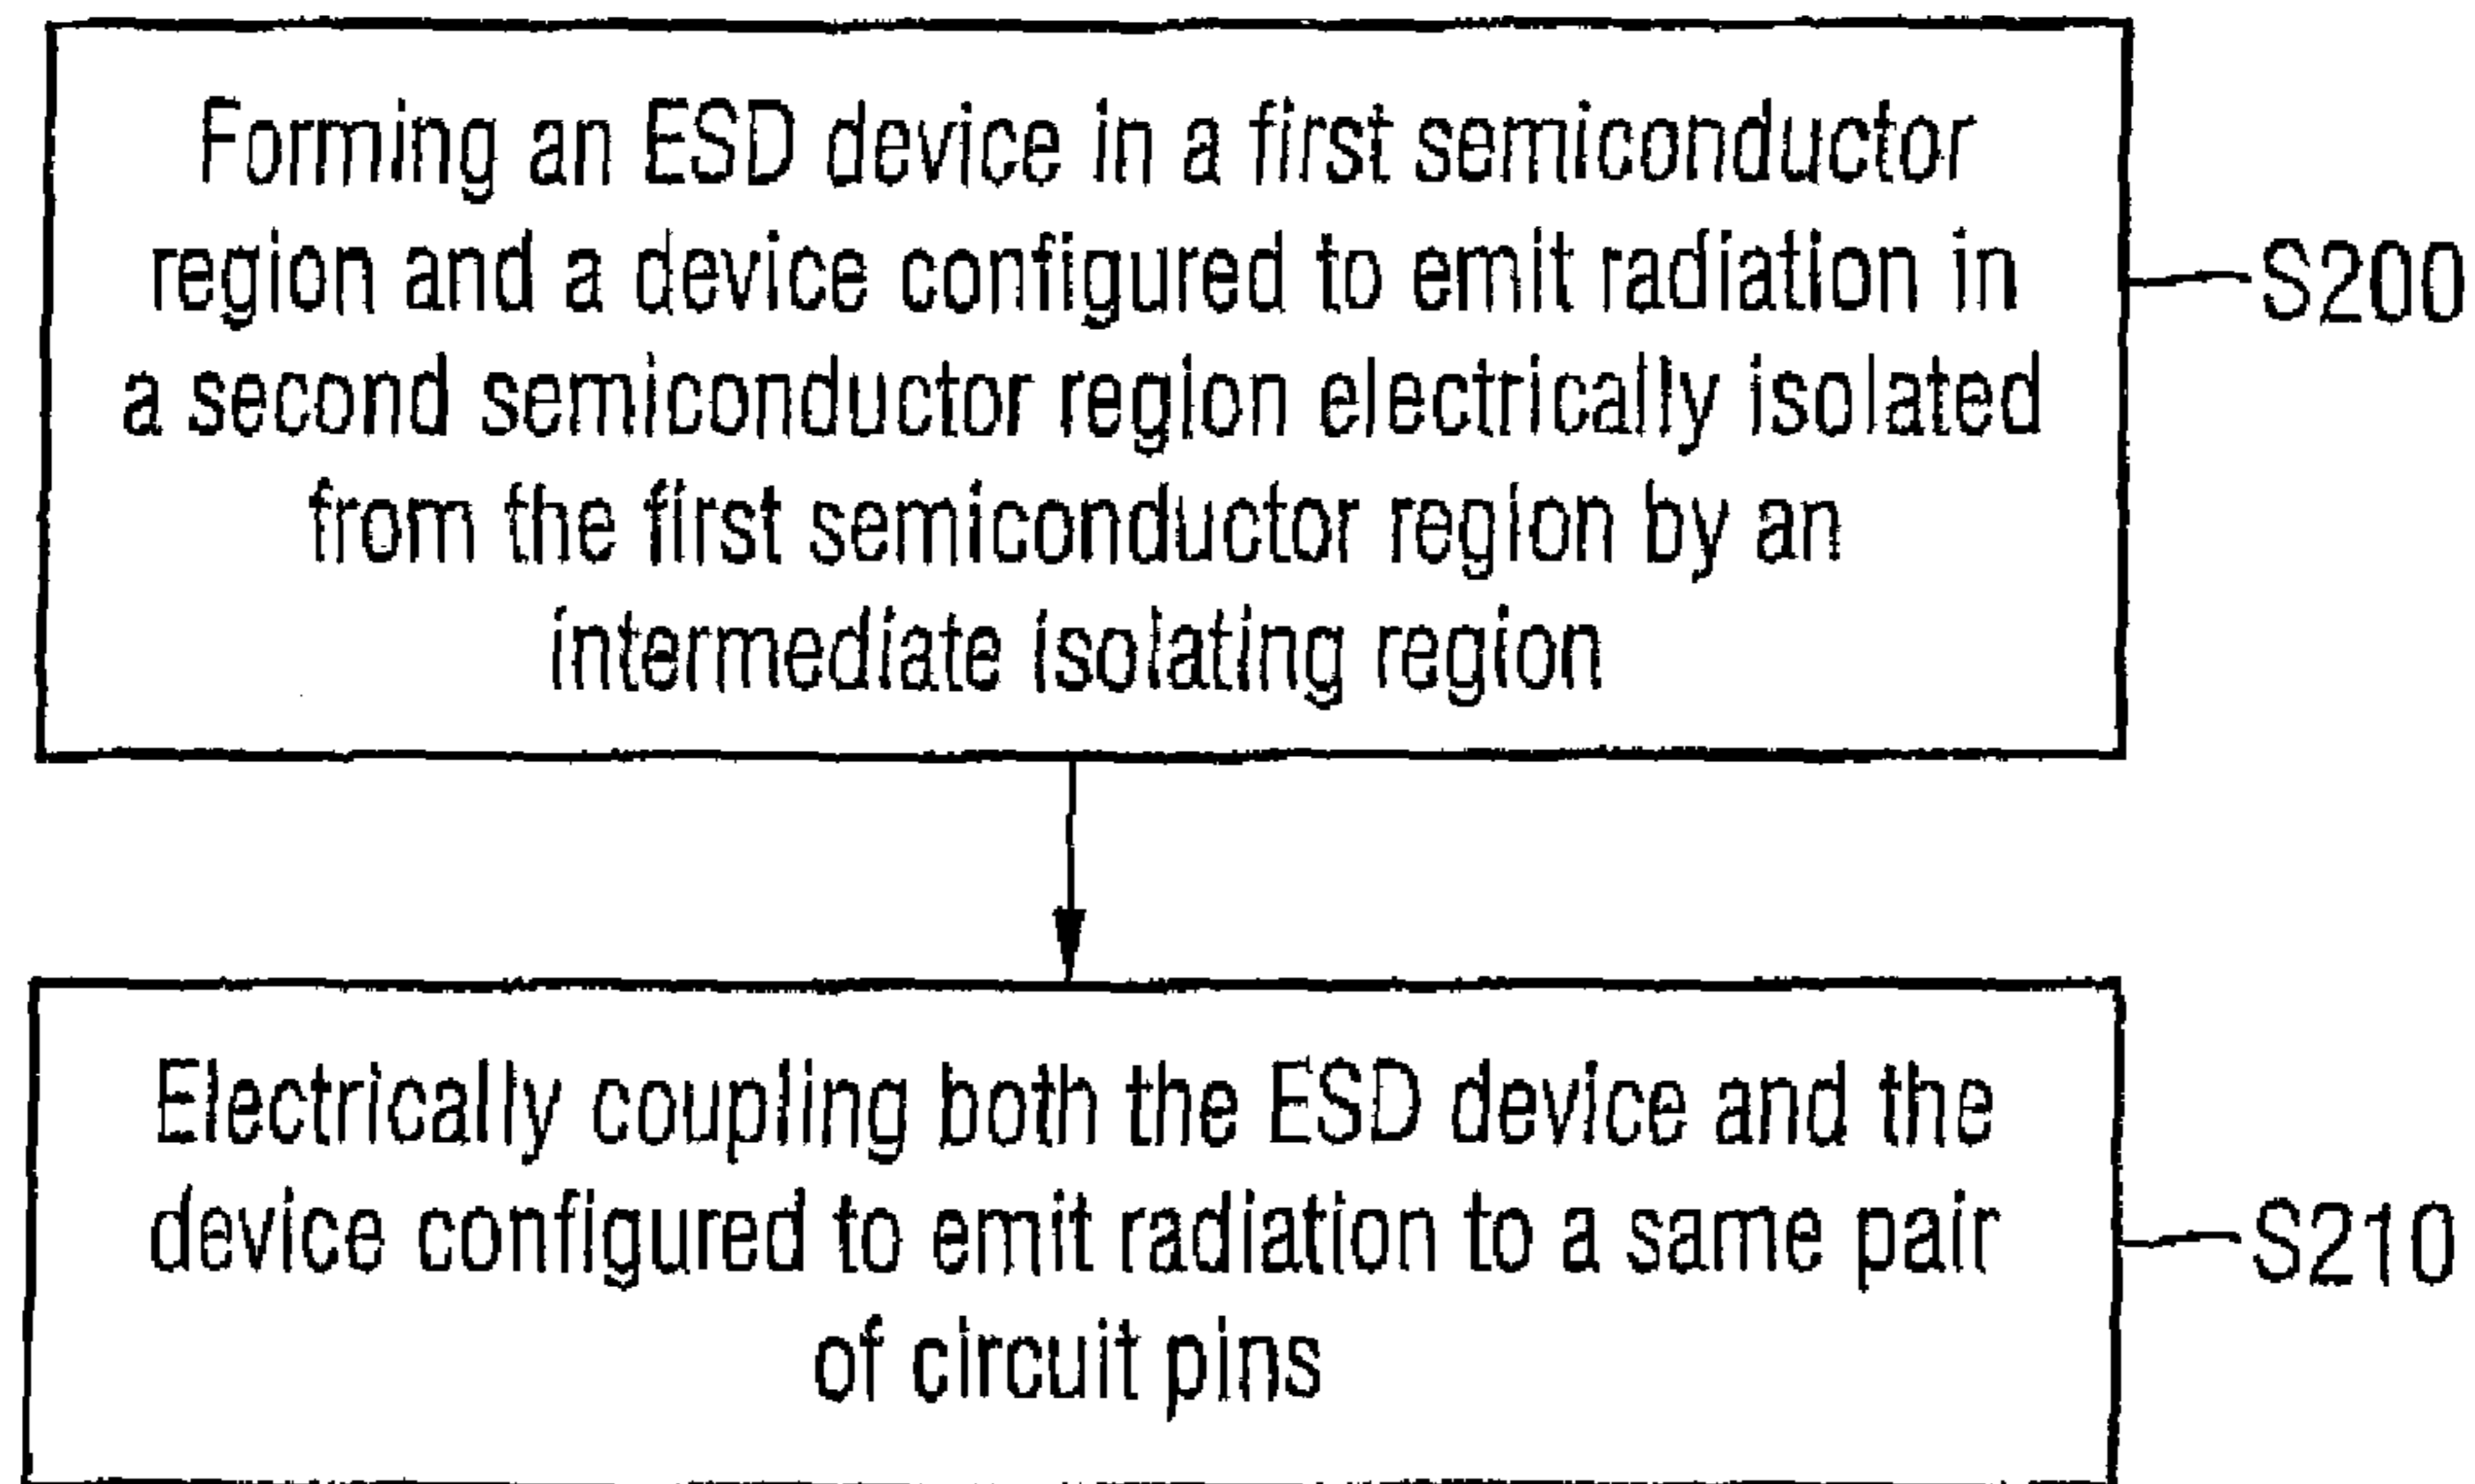 Forming an ESD device in a first semiconductor
region and a device configured to emit radiation in
a second semiconductor region electrically isolated
from the first semiconductor region by an
intermediate isolating region
S200
Electrically coupling both the ESD device and the
device configured to emit radiation to a same pair
of circuit pins
S210